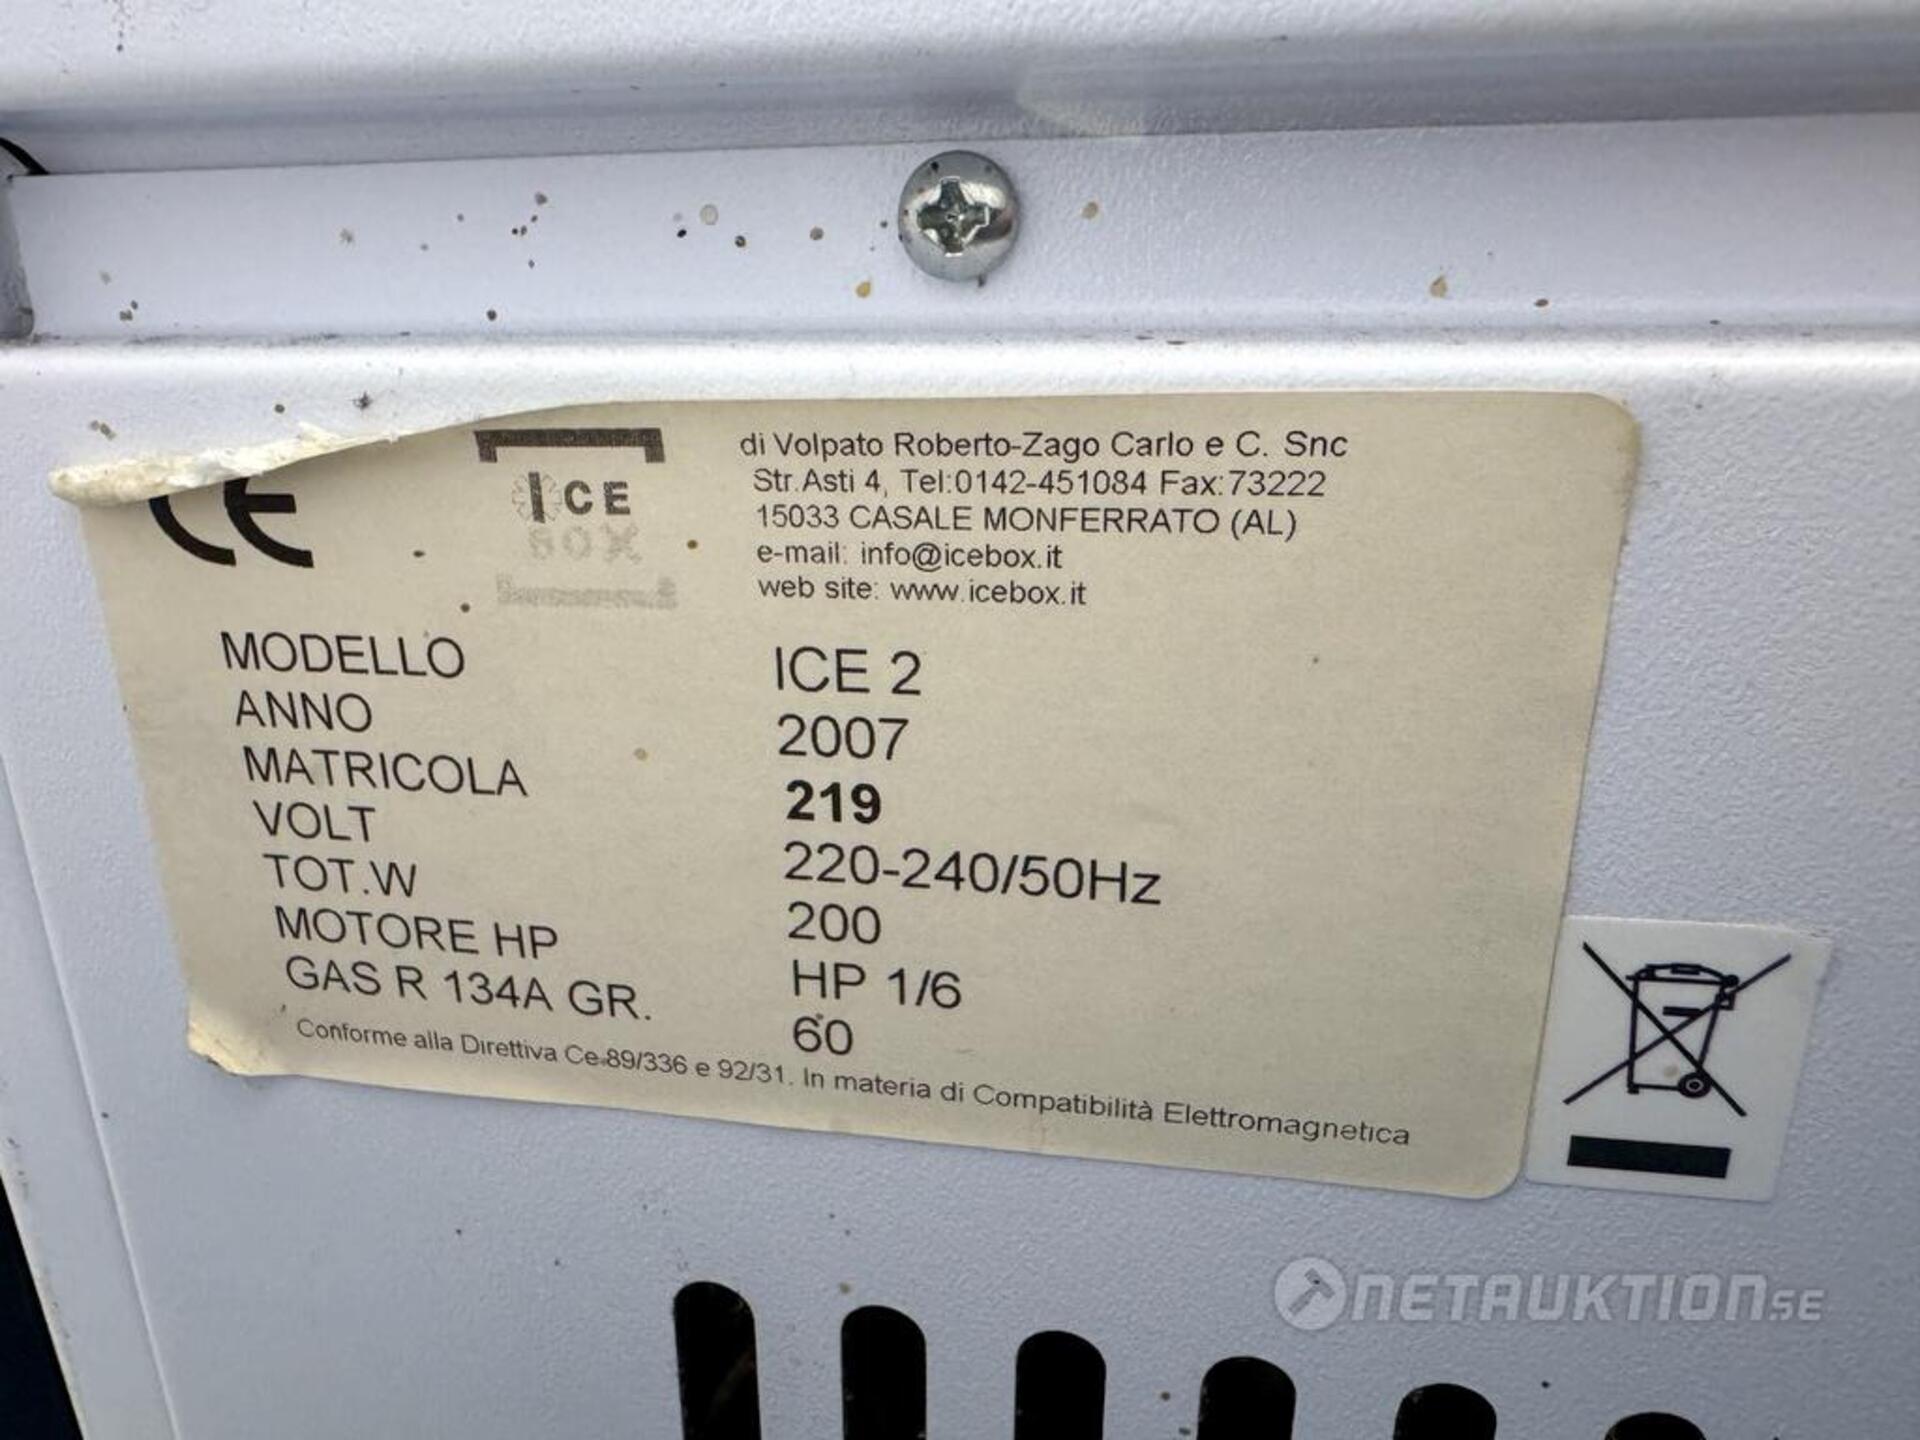 CE
ICE
BOX
di Volpato Roberto-Zago Carlo e C. Snc
Str.Asti 4, Tel:0142-451084 Fax:73222
15033 CASALE MONFERRATO (AL)
e-mail: info@icebox.it
web site: www.icebox.it
MODELLO ICE 2
ANNO 2007
MATRICOLA 219
VOLT 220-240/50Hz
TOT.W 200
MOTORE HP HP 1/6
GAS R 134A GR. 60
Conforme alla Direttiva Ce.89/336 e 92/31. In materia di Compatibilità Elettromagnetica
NETAUKTION.SE